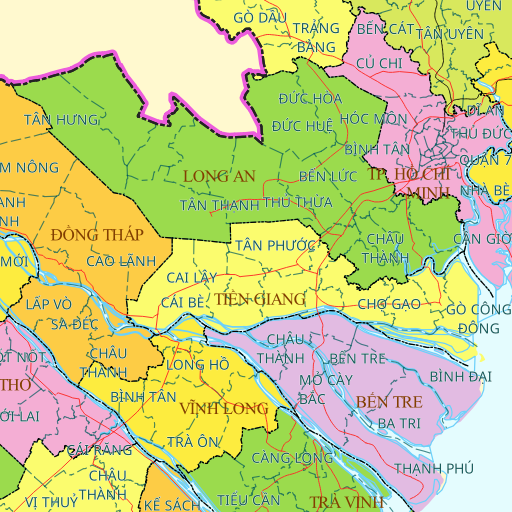 UYÊN
GÒ DẦU
TRẢNG
BÀNG
BẾN CÁT
TÂN UYÊN
CỦ CHI
ĐỨC HÒA
TÂN HƯNG
ĐỨC HUỆ
HÓC MÔN
DĨ AN
THỦ ĐỨC
BÌNH TÂN
QUẬN 7
M NÔNG
LONG AN
BẾN LỨC
TP. HỒ CHÍ
MINH
NHÀ BÈ
TÂN THẠNH
THỦ THỪA
ĐỒNG THÁP
TÂN PHƯỚC
CHÂU
THÀNH
CẦN GIỜ
MỚI
CAO LÃNH
CAI LẬY
CÁI BÈ
TIỀN GIANG
CHỢ GẠO
GÒ CÔNG
ĐÔNG
LẤP VÒ
SA ĐÉC
CHÂU
THÀNH
CHÂU
THÀNH
LONG HỒ
BẾN TRE
BÌNH ĐẠI
ỐT NỐT
THƠ
MỎ CÀY
BẮC
BÌNH TÂN
VĨNH LONG
BẾN TRE
BA TRI
ỚI LAI
TRÀ ÔN
CÁI RĂNG
CÀNG LONG
CHÂU
THÀNH
THẠNH PHÚ
VỊ THUỶ
KẾ SÁCH
TIỂU CẦN
TRÀ VINH